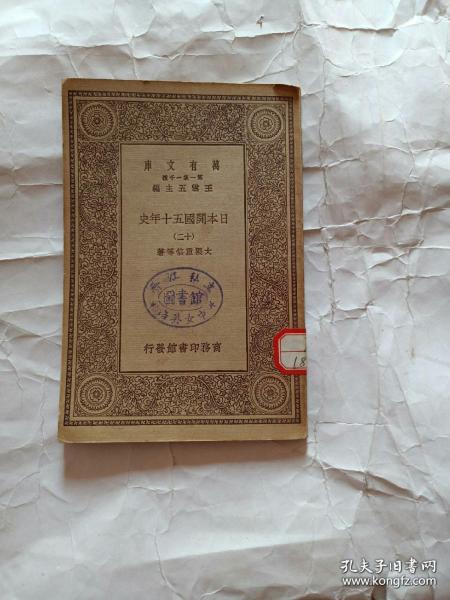 萬有文庫
第一集一千種
王雲五主編
日本開國五十年史
(十二)
大隈重信等著
圖書館
商務印書館發行
18
孔夫子旧书网
www.kongfz.com